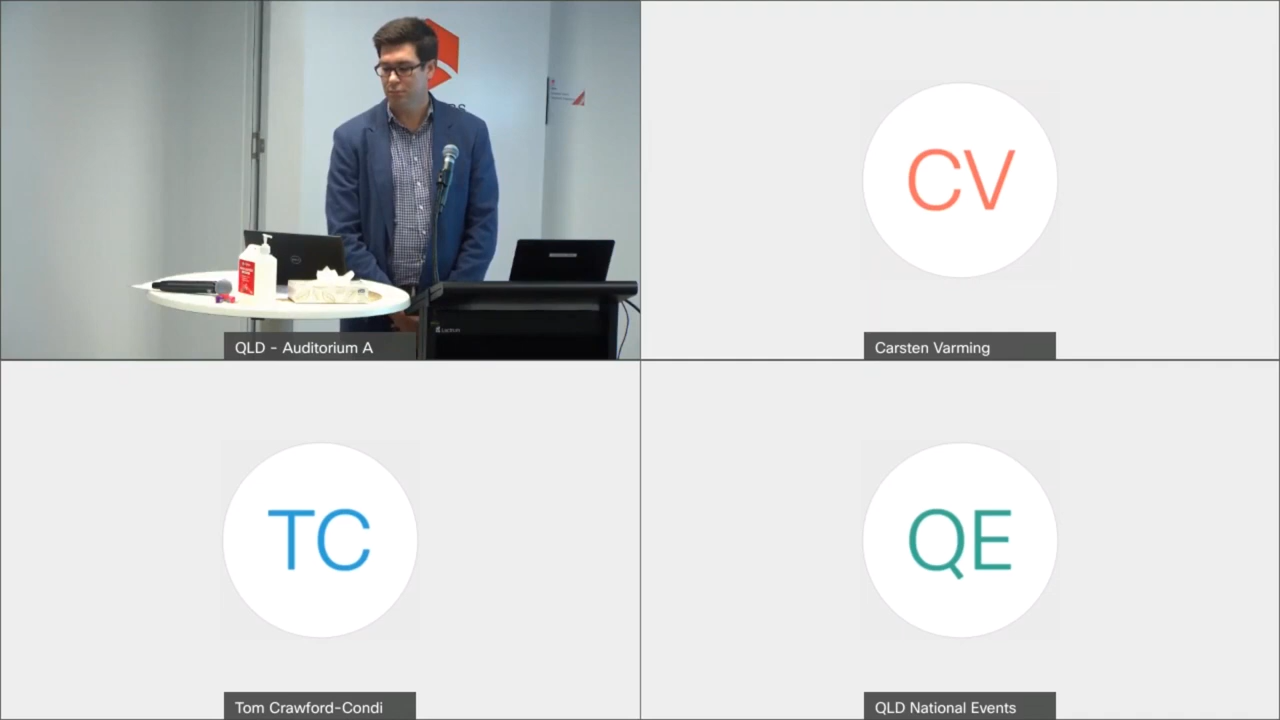 QLD - Auditorium A
CV
Carsten Varming
TC
Tom Crawford-Condi
QE
QLD National Events